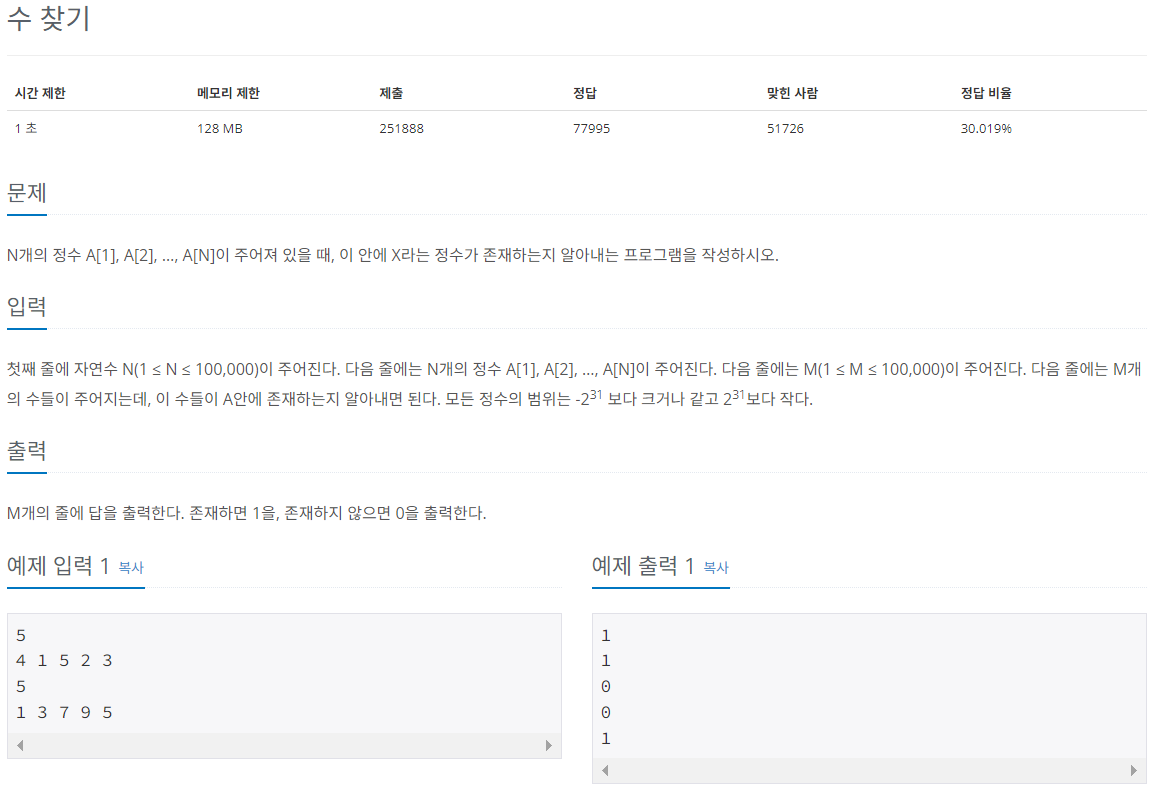 수 찾기
시간 제한 메모리 제한 제출 정답 맞힌 사람 정답 비율
1 초 128 MB 251888 77995 51726 30.019%
문제
N개의 정수 A[1], A[2], …, A[N]이 주어져 있을 때, 이 안에 X라는 정수가 존재하는지 알아내는 프로그램을 작성하시오.
입력
첫째 줄에 자연수 N(1 ≤ N ≤ 100,000)이 주어진다. 다음 줄에는 N개의 정수 A[1], A[2], …, A[N]이 주어진다. 다음 줄에는 M(1 ≤ M ≤ 100,000)이 주어진다. 다음 줄에는 M개
의 수들이 주어지는데, 이 수들이 A안에 존재하는지 알아내면 된다. 모든 정수의 범위는 -2³¹ 보다 크거나 같고 2³¹보다 작다.
출력
M개의 줄에 답을 출력한다. 존재하면 1을, 존재하지 않으면 0을 출력한다.
예제 입력 1 복사
5
4 1 5 2 3
5
1 3 7 9 5
예제 출력 1 복사
1
1
0
0
1